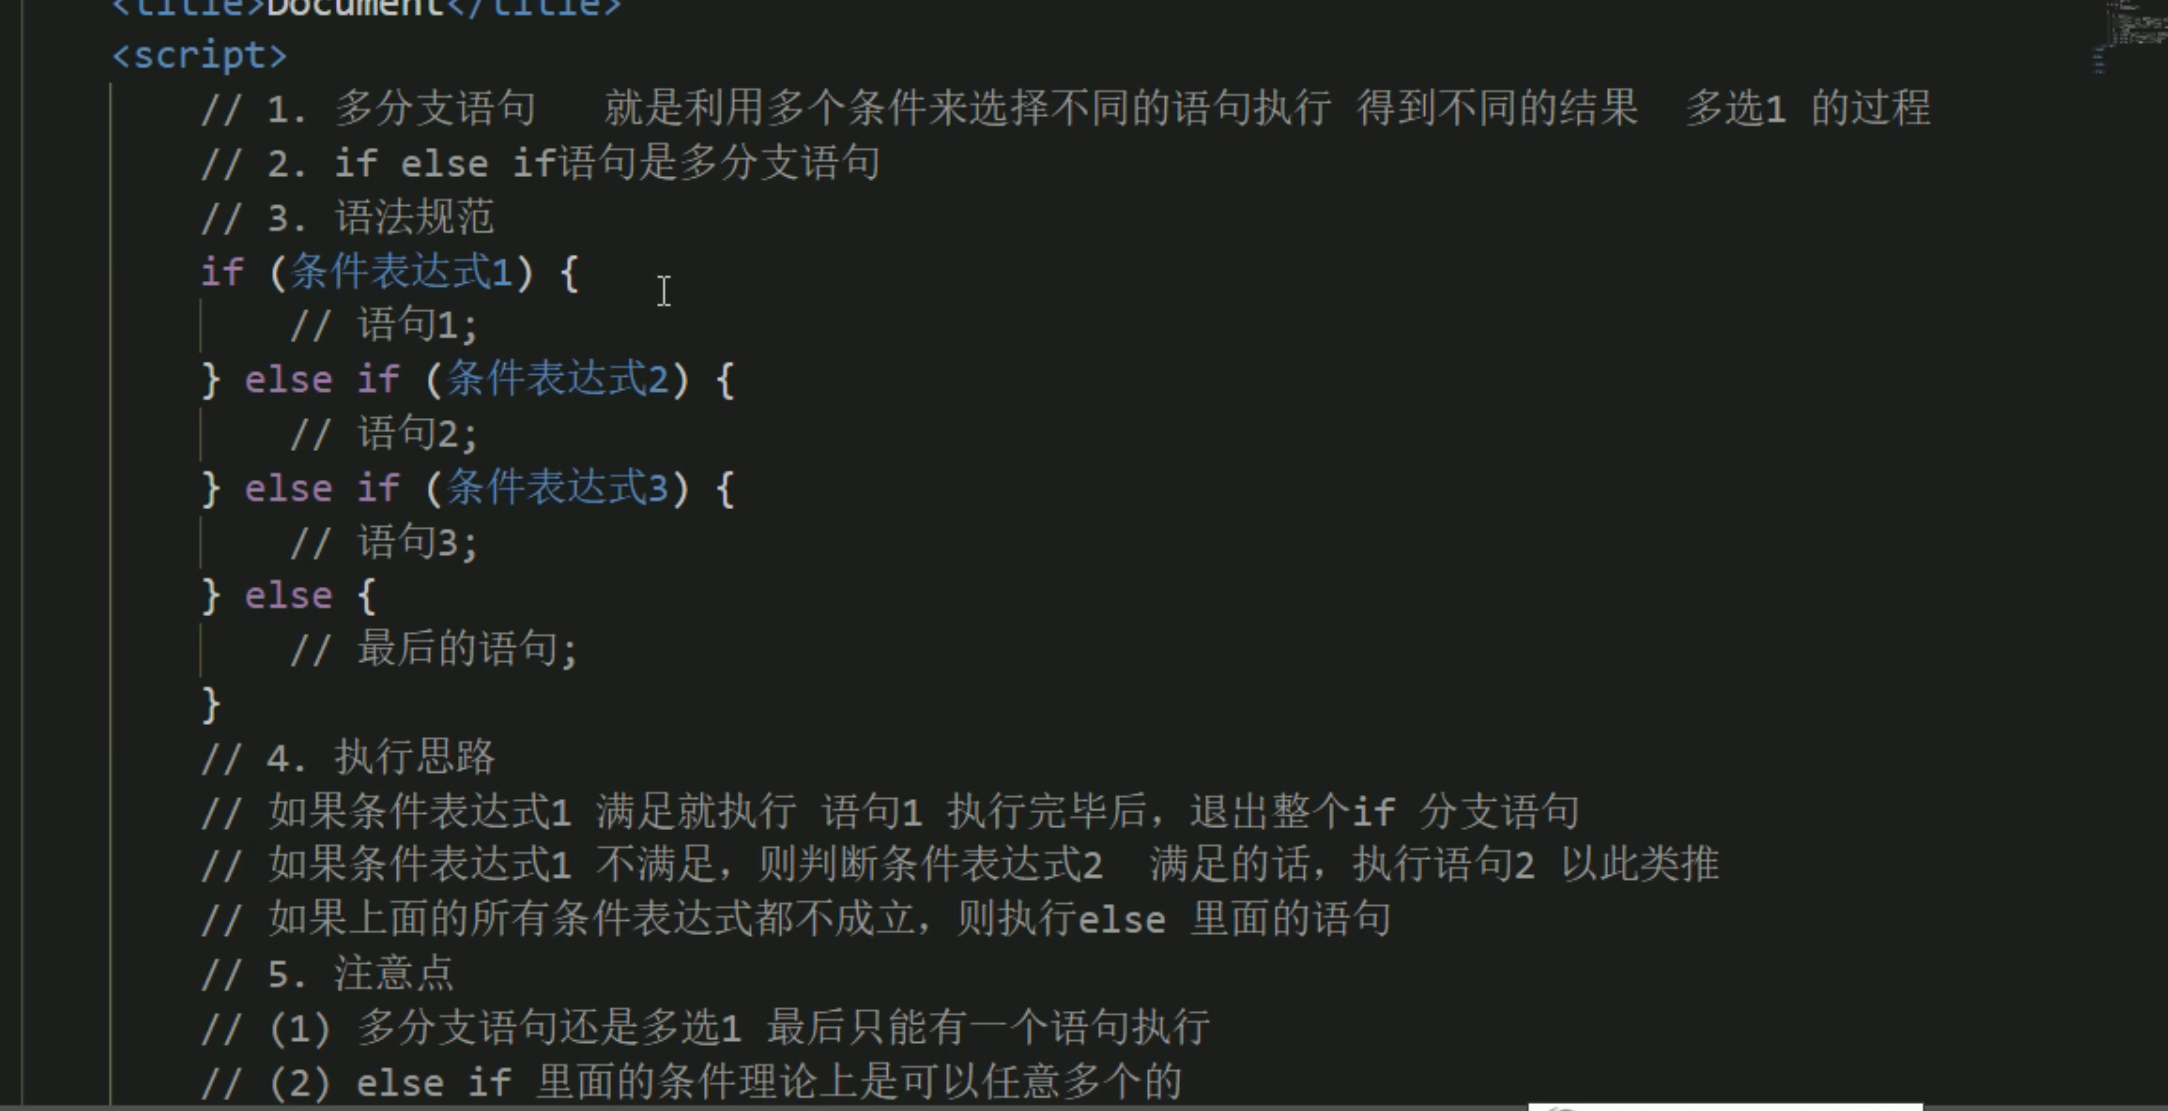 <title>Document</title>
<script>
// 1. 多分支语句   就是利用多个条件来选择不同的语句执行 得到不同的结果  多选1 的过程
// 2. if else if语句是多分支语句
// 3. 语法规范
if (条件表达式1) {
    // 语句1;
} else if (条件表达式2) {
    // 语句2;
} else if (条件表达式3) {
    // 语句3;
} else {
    // 最后的语句;
}
// 4. 执行思路
// 如果条件表达式1 满足就执行 语句1 执行完毕后，退出整个if 分支语句
// 如果条件表达式1 不满足，则判断条件表达式2  满足的话，执行语句2 以此类推
// 如果上面的所有条件表达式都不成立，则执行else 里面的语句
// 5. 注意点
// (1) 多分支语句还是多选1 最后只能有一个语句执行
// (2) else if 里面的条件理论上是可以任意多个的